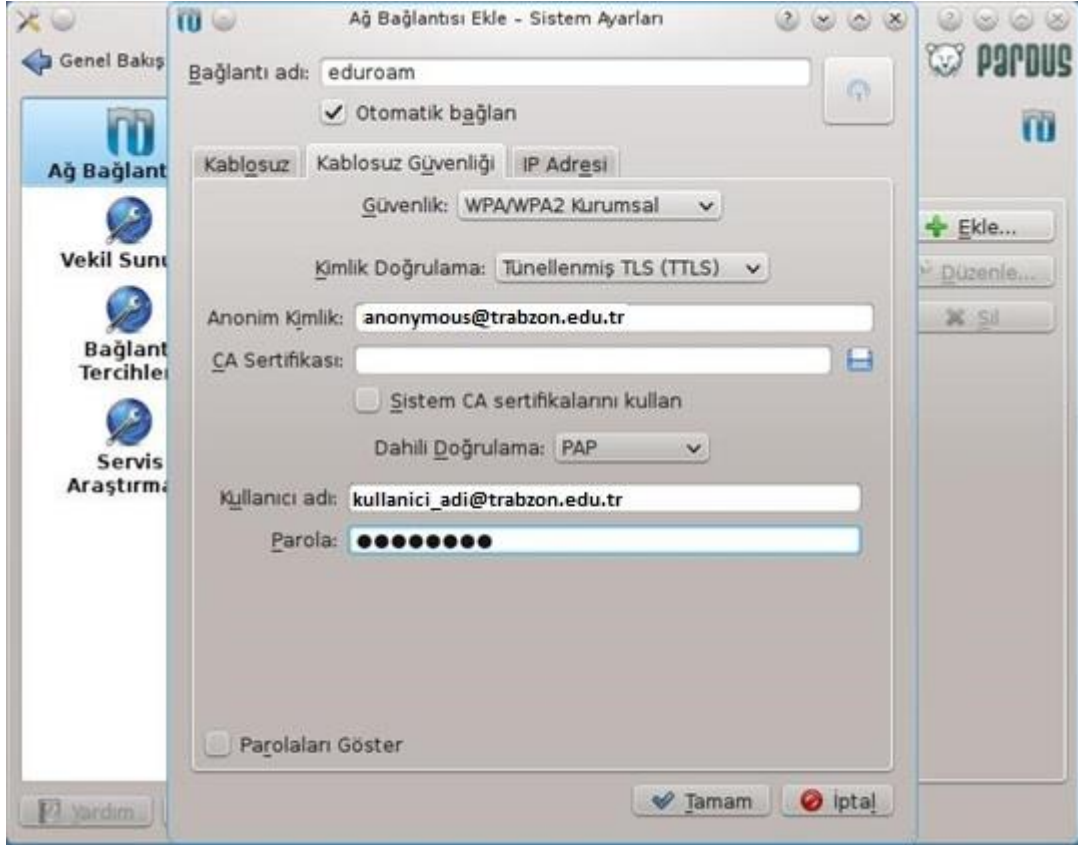 Ağ Bağlantısı Ekle – Sistem Ayarları
Genel Bakış
PARDUS
Bağlantı adı: eduroam
Otomatik bağlan
Ağ Bağlant
Kablosuz Kablosuz Güvenliği IP Adresi
Güvenlik: WPA/WPA2 Kurumsal
Ekle...
Vekil Sunu
Kimlik Doğrulama: Tünellenmiş TLS (TTLS)
Düzenle...
Anonim Kimlik: anonymous@trabzon.edu.tr
Sil
Bağlant
Tercihler
CA Sertifikası:
Sistem CA sertifikalarını kullan
Dahili Doğrulama: PAP
Servis
Araştırma
Kullanıcı adı: kullanici_adi@trabzon.edu.tr
Parola: ●●●●●●●●
Parolaları Göster
Yardım
Tamam
İptal